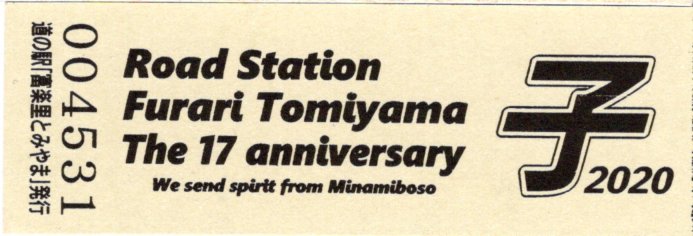 004531
道の駅「富楽里とみやま」発行
Road Station
Furari Tomiyama
The 17 anniversary
We send spirit from Minamiboso
子
2020